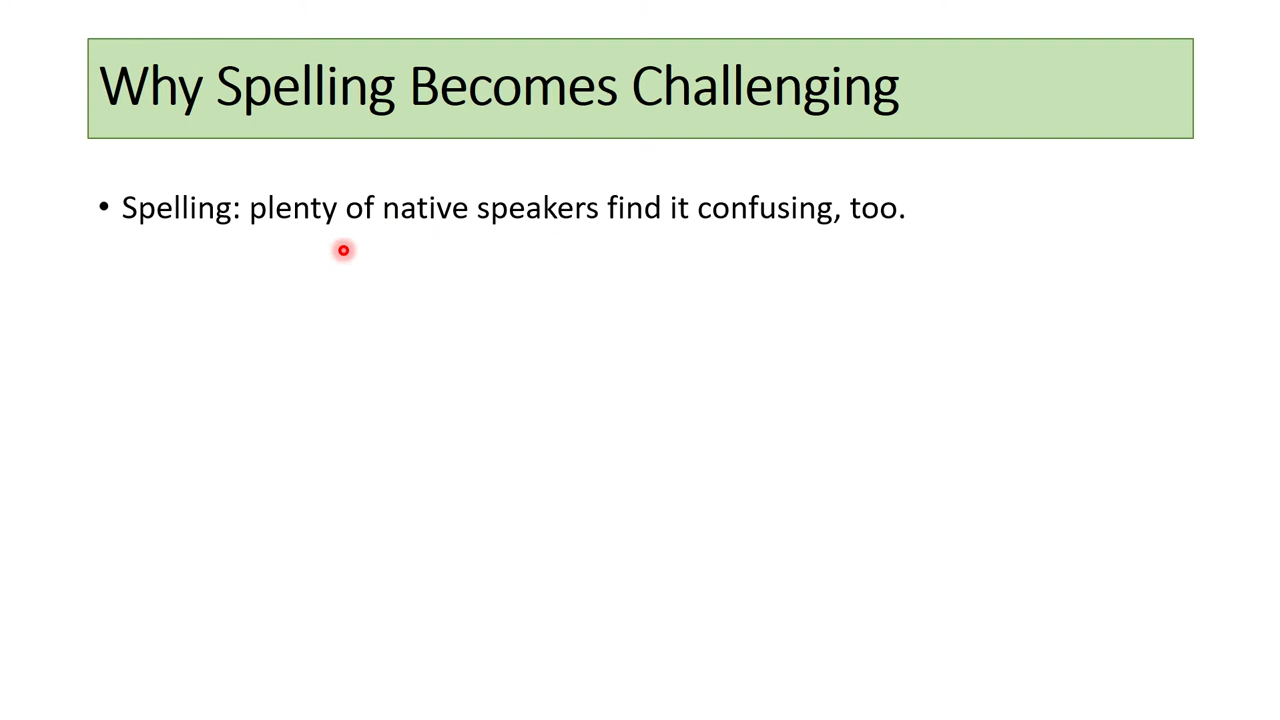 Why Spelling Becomes Challenging
• Spelling: plenty of native speakers find it confusing, too.